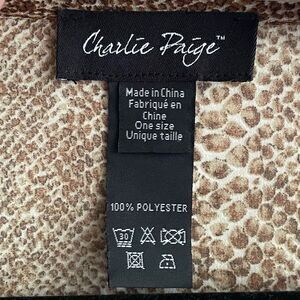 Charlie Paige™
Made in China
Fabriqué en
Chine
One size
Unique taille
100% POLYESTER
30